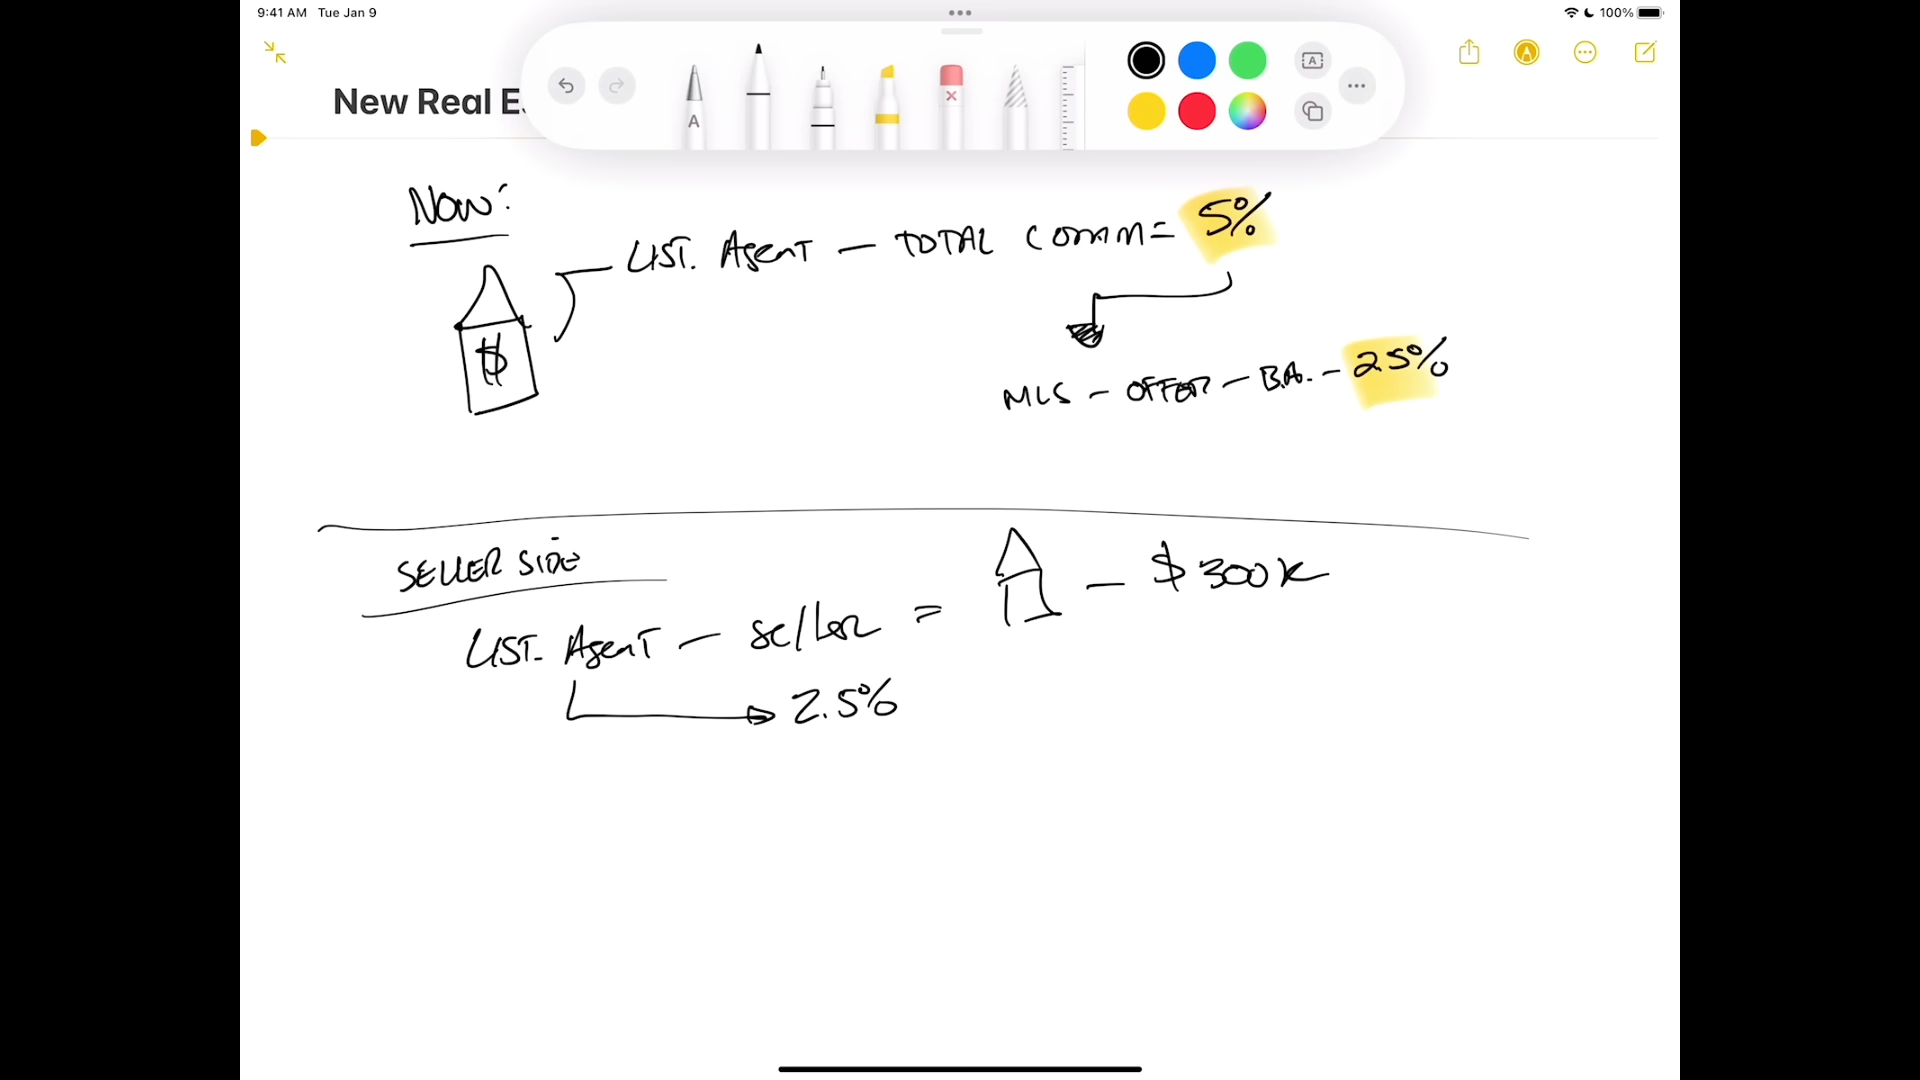 9:41 AM Tue Jan 9
100%
New Real Es
A
A
NOW:
LIST. AGENT — TOTAL COMM = 5%
$
MLS — OFFER — B.A. — 2.5%
SELLER SIDE
— $300K
LIST. AGENT — SELLER =
2.5%